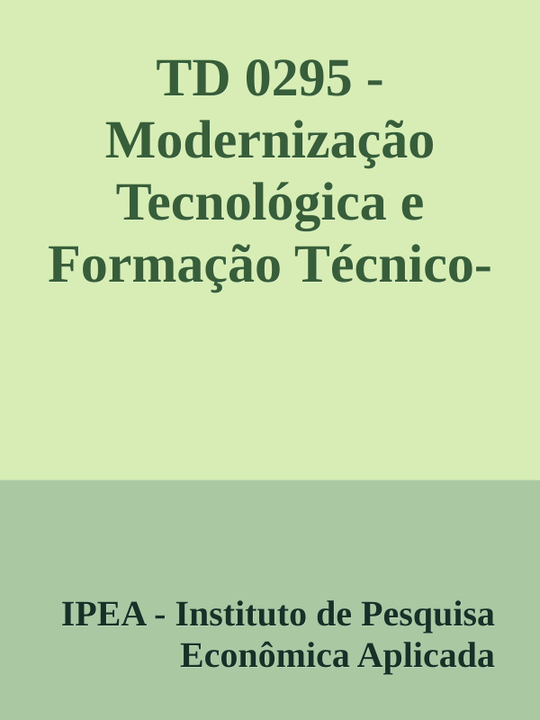 TD 0295 -
Modernização
Tecnológica e
Formação Técnico-
IPEA - Instituto de Pesquisa
Econômica Aplicada